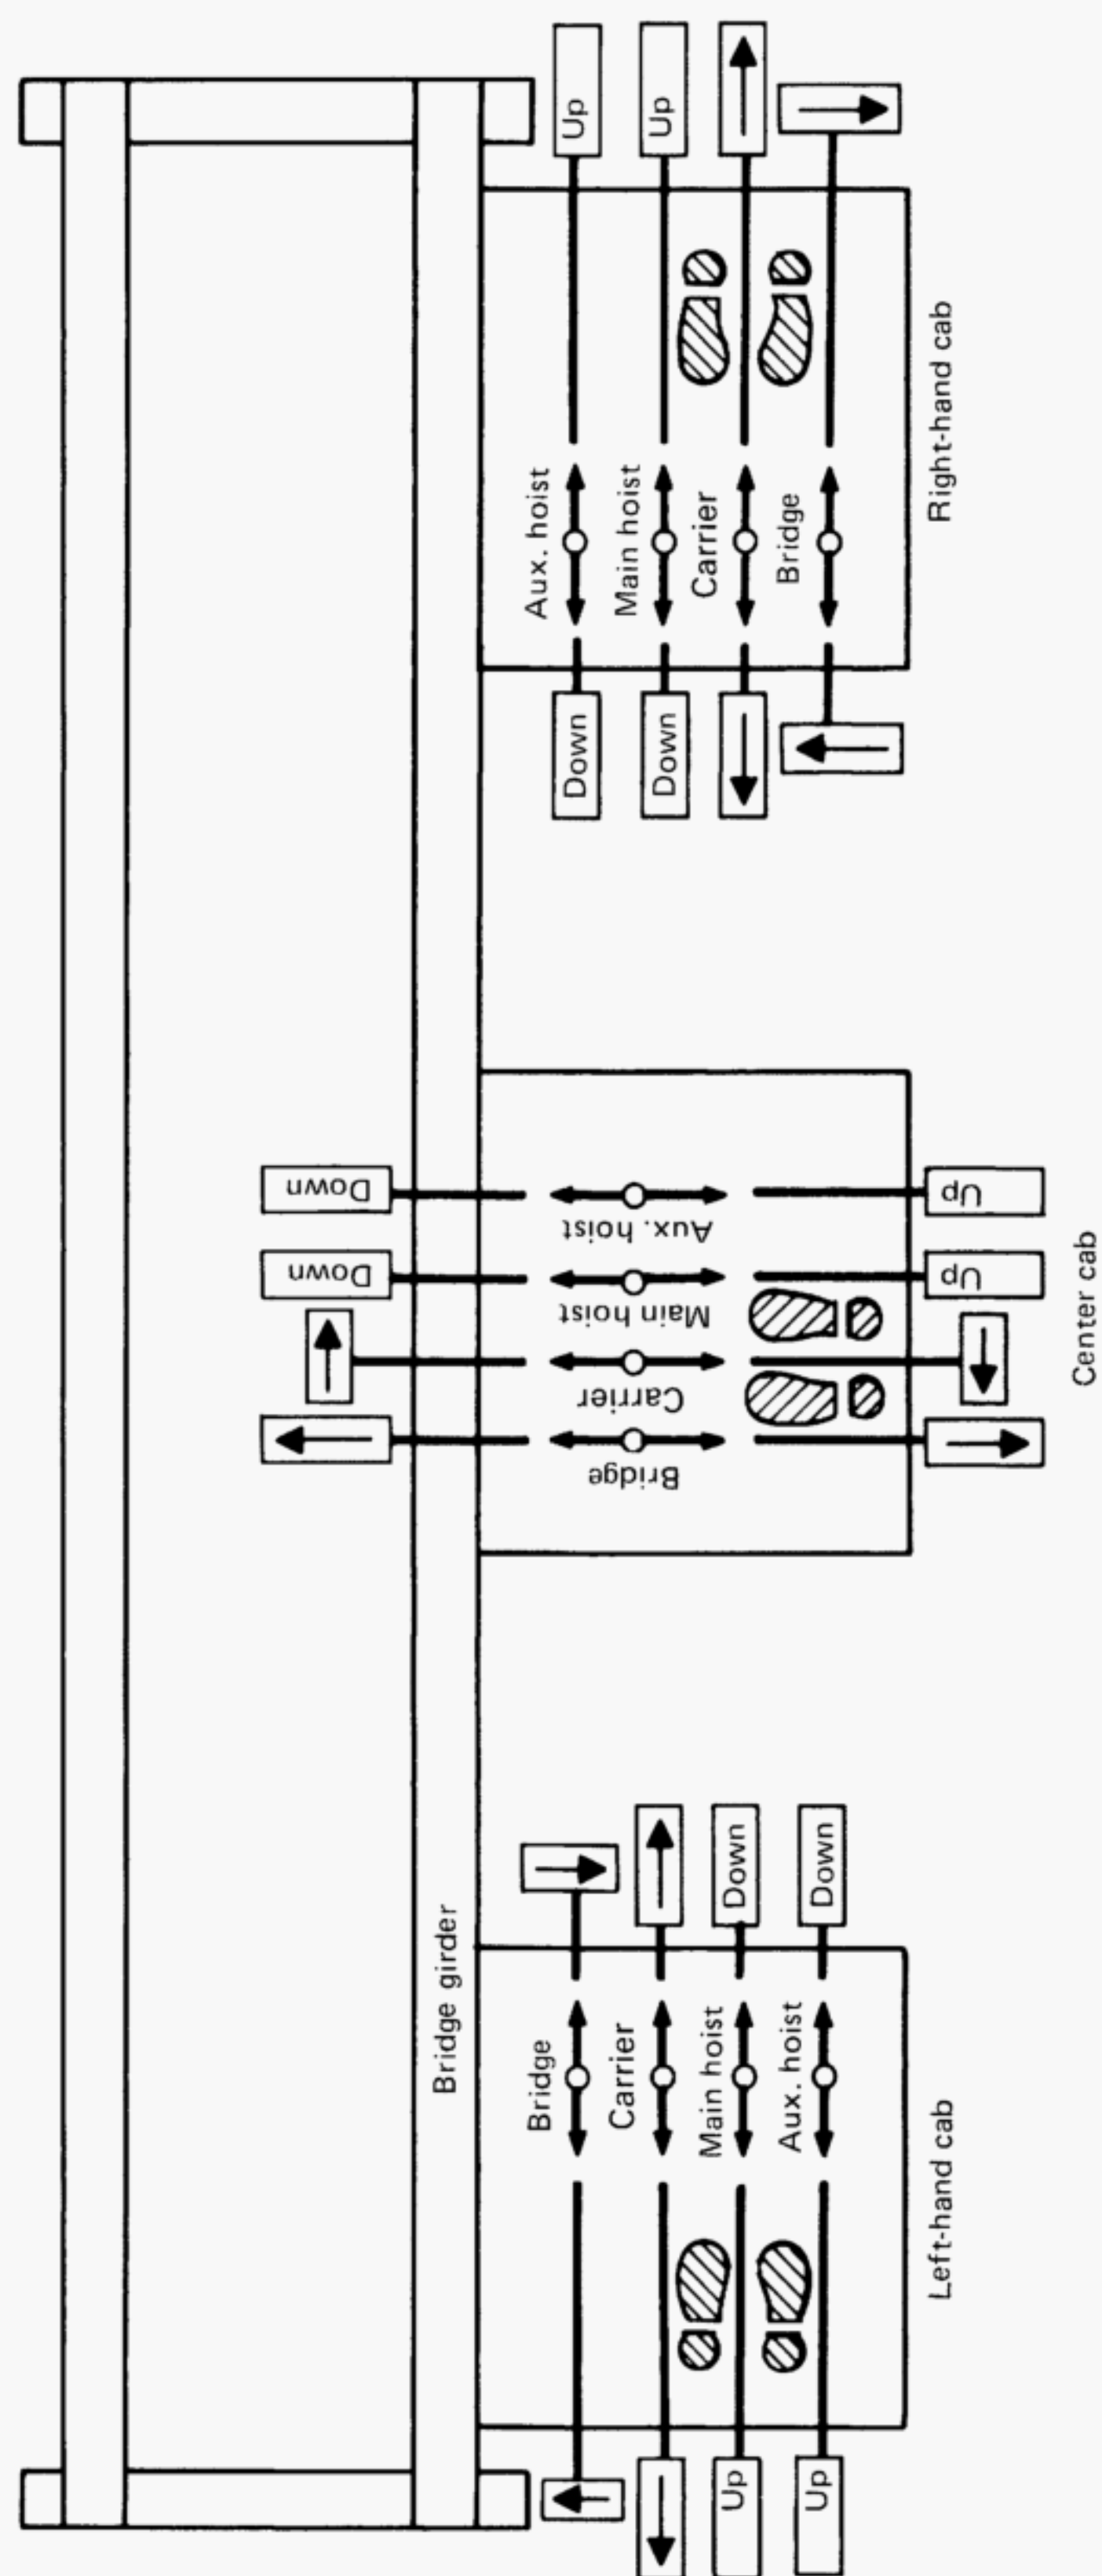 Up
Up
Aux. hoist
Main hoist
Carrier
Bridge
Down
Down
Right-hand cab
Down
Down
Aux. hoist
Main hoist
Carrier
Bridge
Up
Up
Center cab
Bridge girder
Down
Down
Bridge
Carrier
Main hoist
Aux. hoist
Up
Up
Left-hand cab